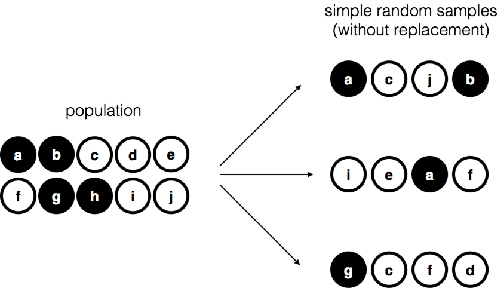 simple random samples
(without replacement)
population
a b c d e
f g h i j
a c j b
i e a f
g c f d